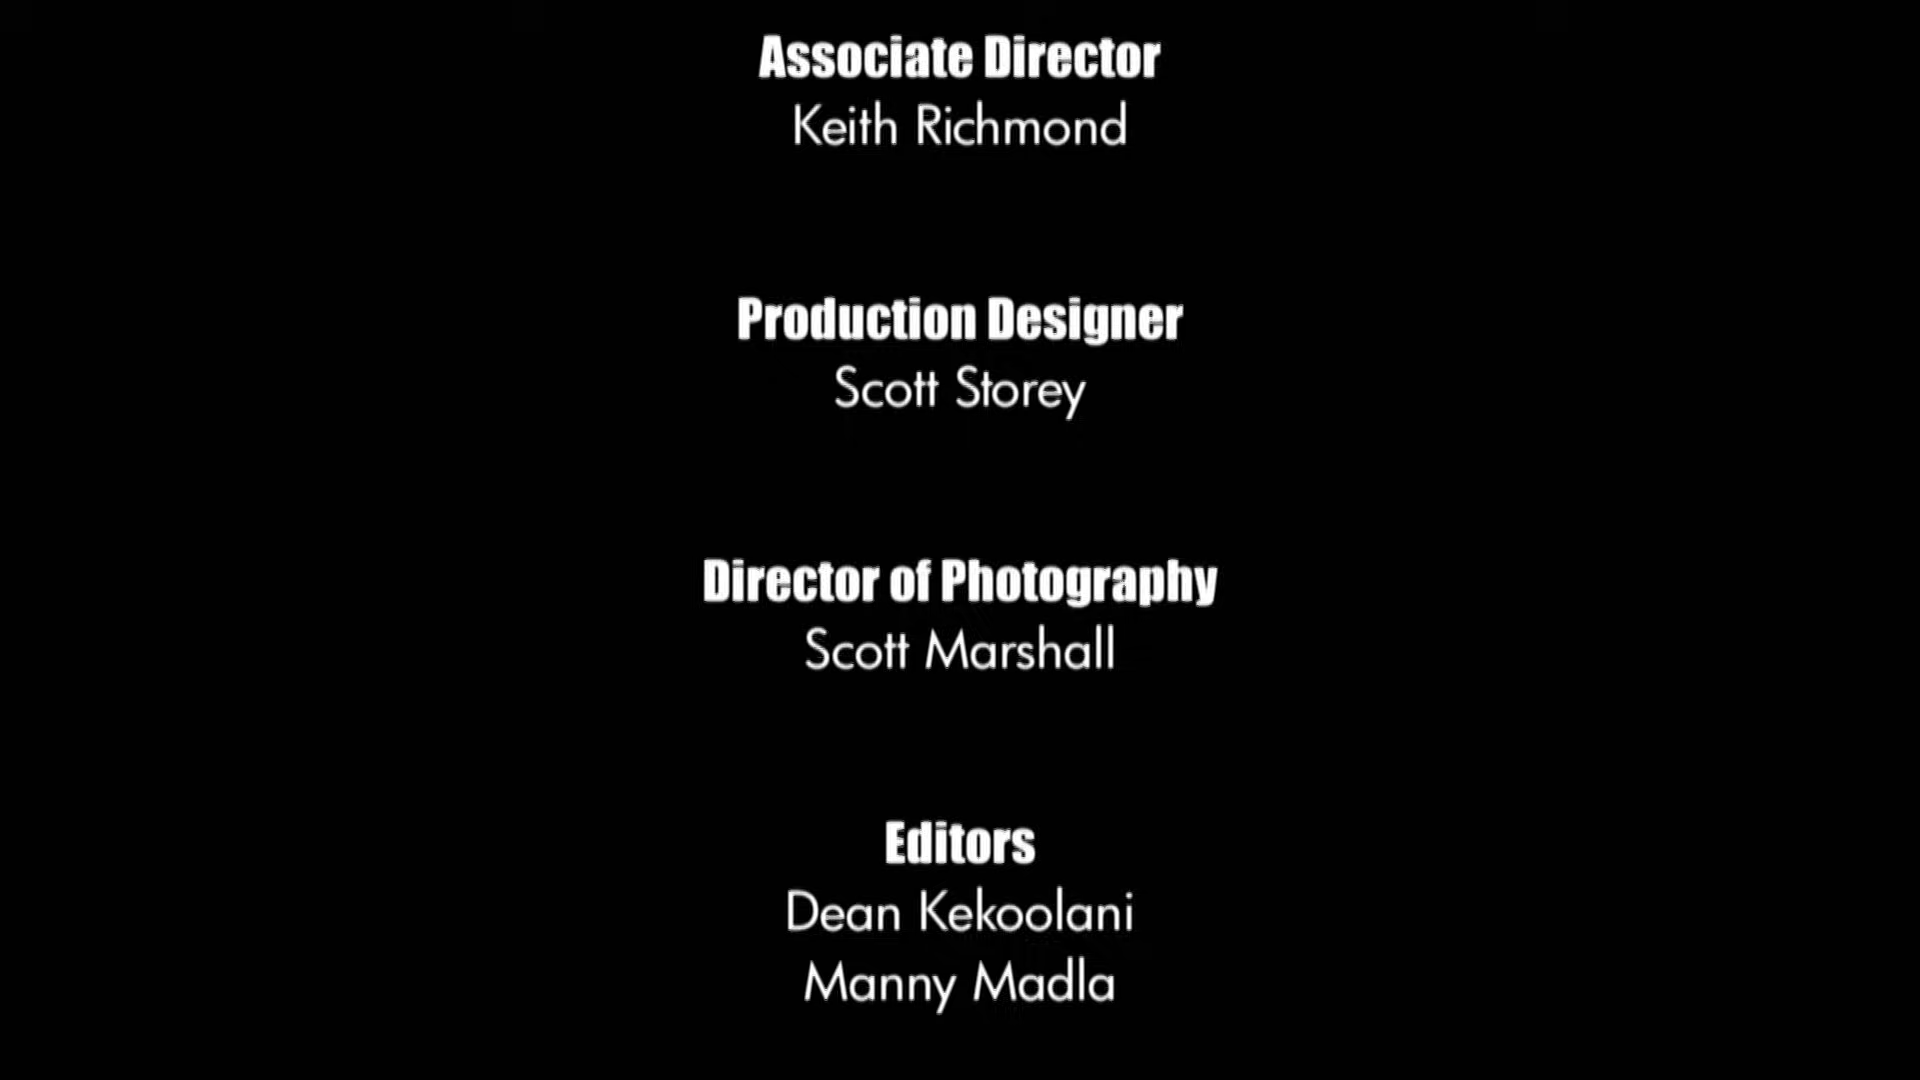 Associate Director
Keith Richmond
Production Designer
Scott Storey
Director of Photography
Scott Marshall
Editors
Dean Kekoolani
Manny Madla